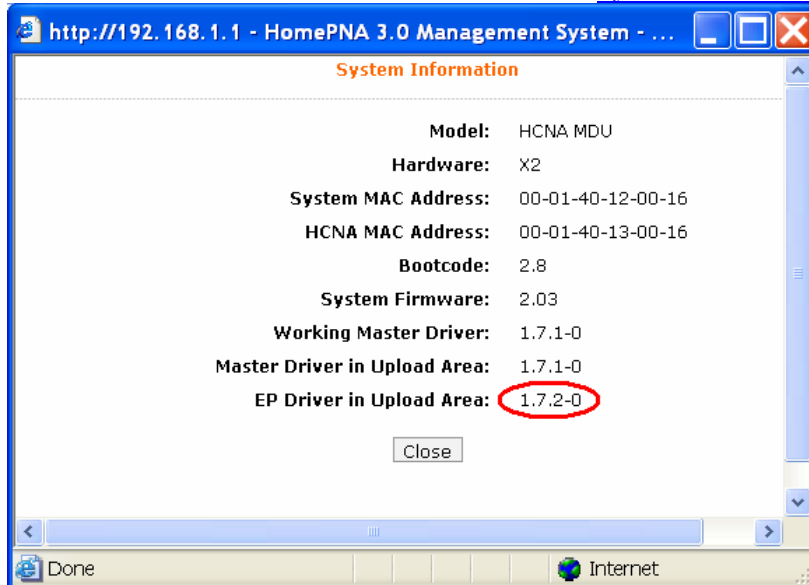 http://192.168.1.1 - HomePNA 3.0 Management System - ...
System Information
Model: HCNA MDU
Hardware: X2
System MAC Address: 00-01-40-12-00-16
HCNA MAC Address: 00-01-40-13-00-16
Bootcode: 2.8
System Firmware: 2.03
Working Master Driver: 1.7.1-0
Master Driver in Upload Area: 1.7.1-0
EP Driver in Upload Area: 1.7.2-0
Close
Done Internet